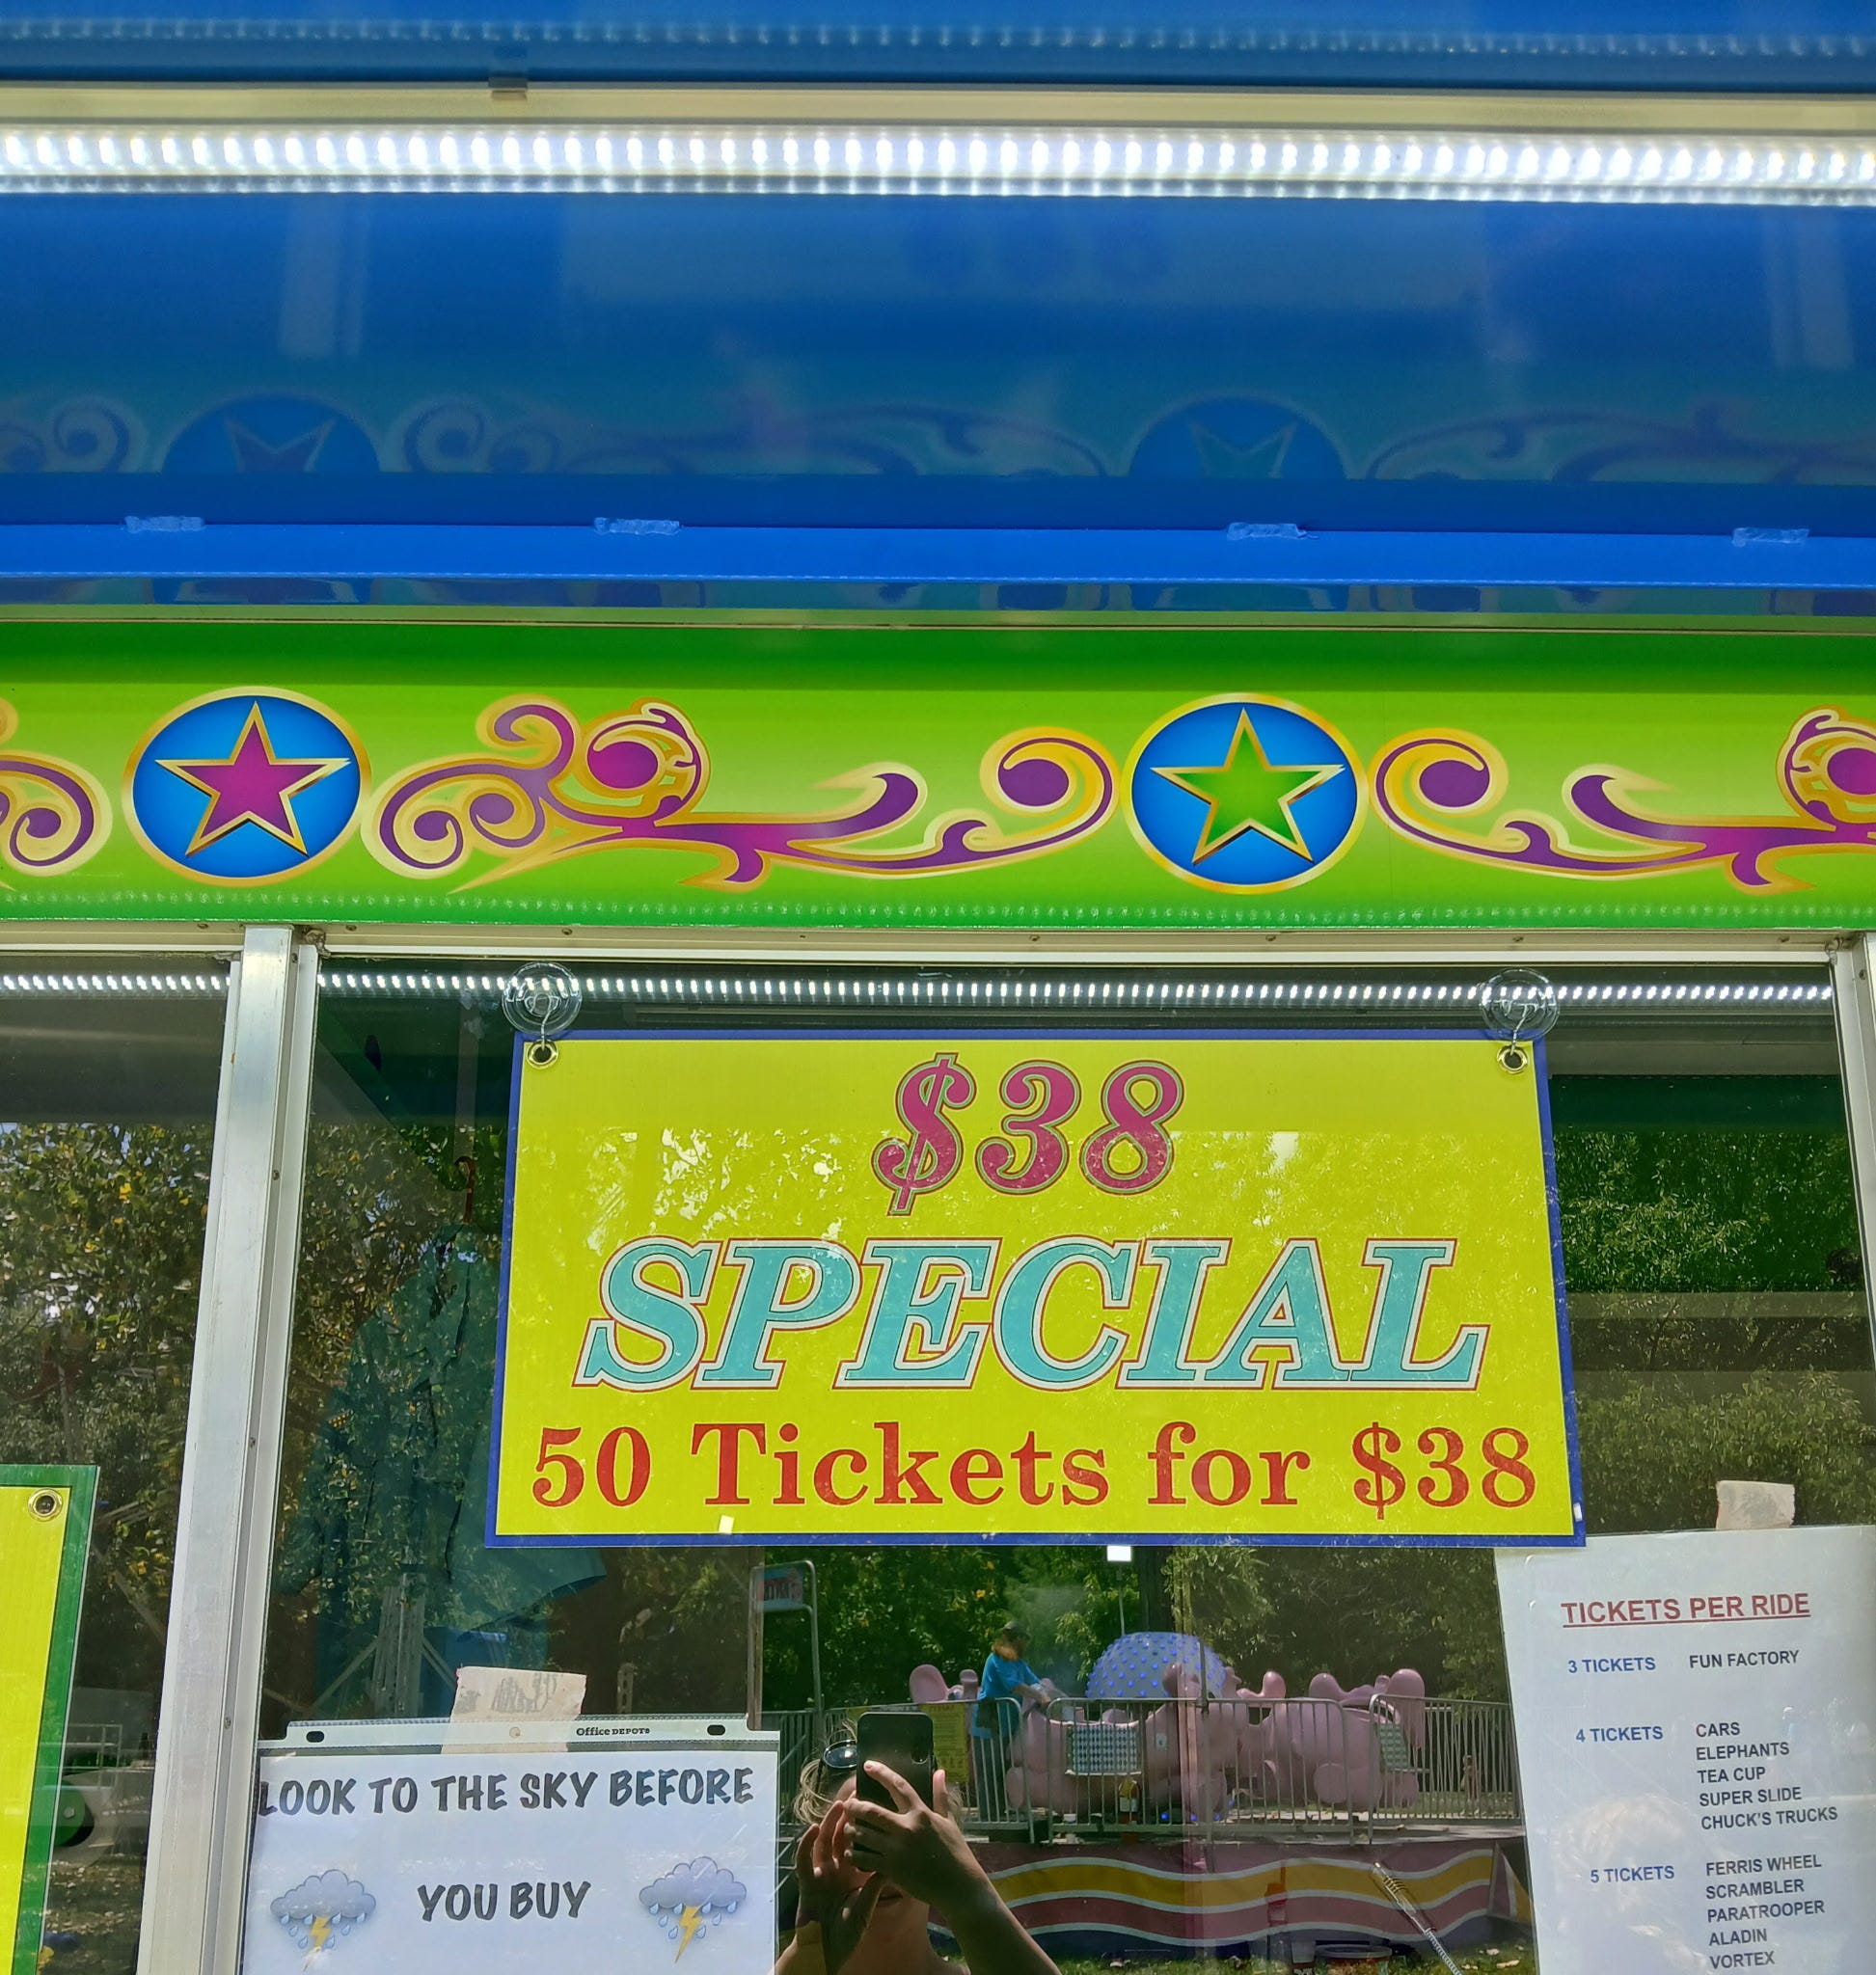 $38
SPECIAL
50 Tickets for $38
Office DEPOT
LOOK TO THE SKY BEFORE
YOU BUY
TICKETS PER RIDE
3 TICKETS FUN FACTORY
4 TICKETS CARS
ELEPHANTS
TEA CUP
SUPER SLIDE
CHUCK'S TRUCKS
5 TICKETS FERRIS WHEEL
SCRAMBLER
PARATROOPER
ALADIN
VORTEX